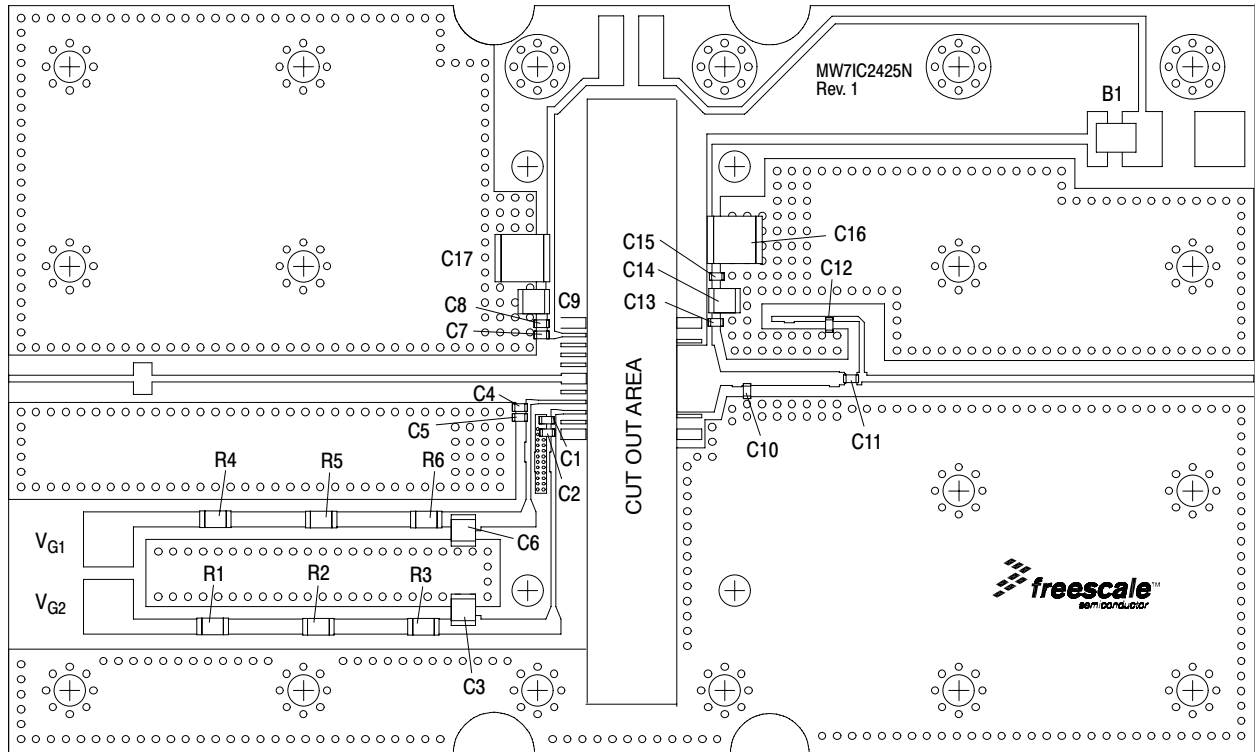 MW7IC2425N
Rev. 1
B1
C17
C15
C16
C14
C12
C8
C9
C13
C7
CUT OUT AREA
C4
C5
C10
C11
C1
R4
R5
R6
C2
VG1
C6
R1
R2
R3
VG2
freescale™
semiconductor
C3